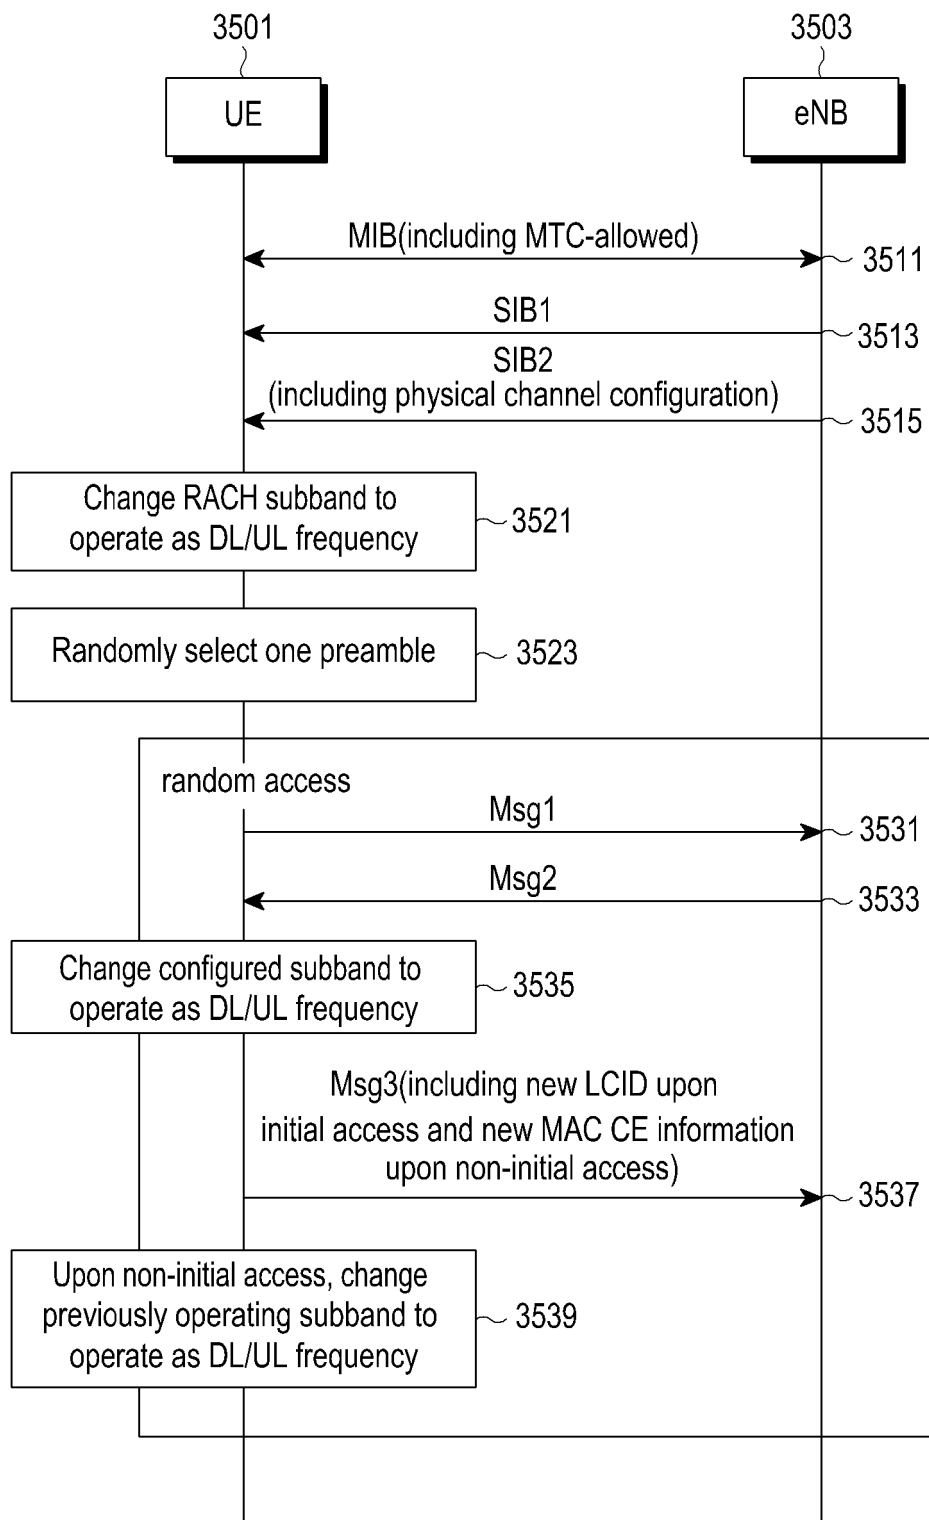 3501
3503
UE
eNB
MIB(including MTC-allowed)
3511
SIB1
3513
SIB2
(including physical channel configuration)
3515
Change RACH subband to
operate as DL/UL frequency
3521
Randomly select one preamble
3523
random access
Msg1
3531
Msg2
3533
Change configured subband to
operate as DL/UL frequency
3535
Msg3(including new LCID upon
initial access and new MAC CE information
upon non-initial access)
3537
Upon non-initial access, change
previously operating subband to
operate as DL/UL frequency
3539